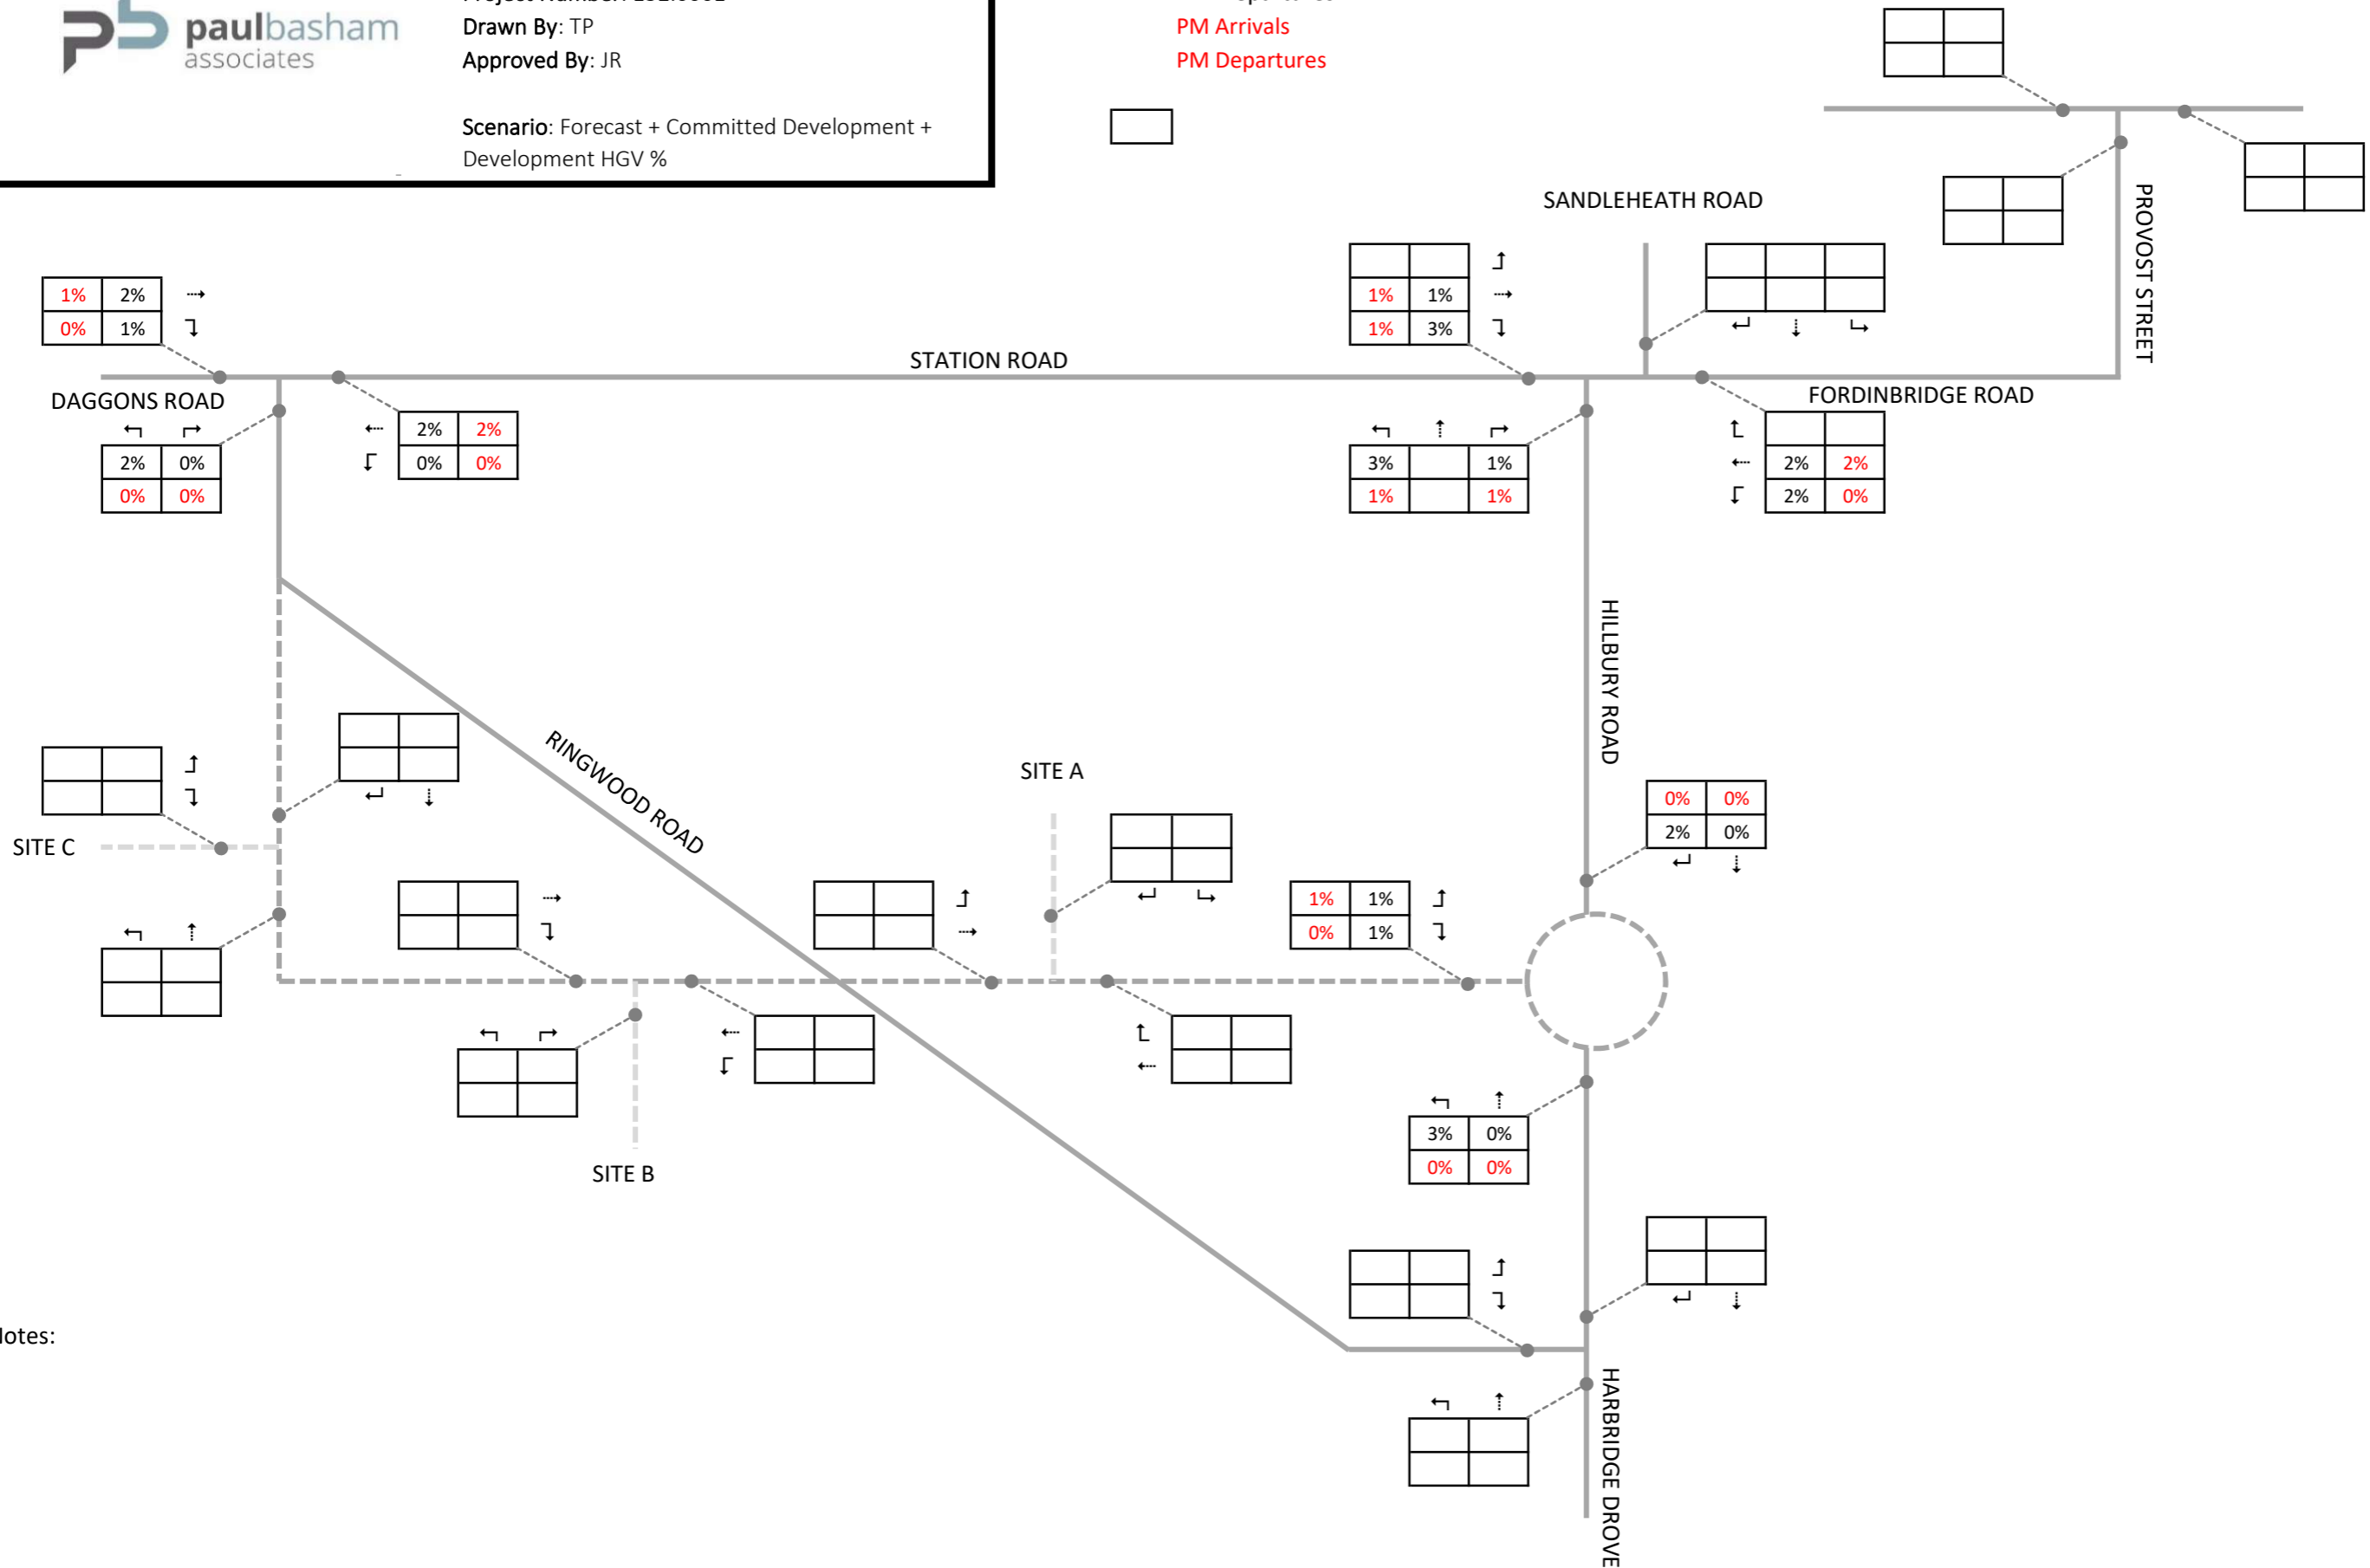 paulbasham
associates
Drawn By: TP
Approved By: JR
Scenario: Forecast + Committed Development +
Development HGV %
PM Arrivals
PM Departures
SANDLEHEATH ROAD
PROVOST STREET
1% 2%
0% 1%
1% 1%
1% 3%
STATION ROAD
DAGGONS ROAD
FORDINBRIDGE ROAD
2% 2%
0% 0%
2% 0%
0% 0%
3% 1%
1% 1%
2% 2%
2% 0%
HILLBURY ROAD
RINGWOOD ROAD
SITE A
0% 0%
2% 0%
SITE C
1% 1%
0% 1%
3% 0%
0% 0%
SITE B
HARBRIDGE DROVE